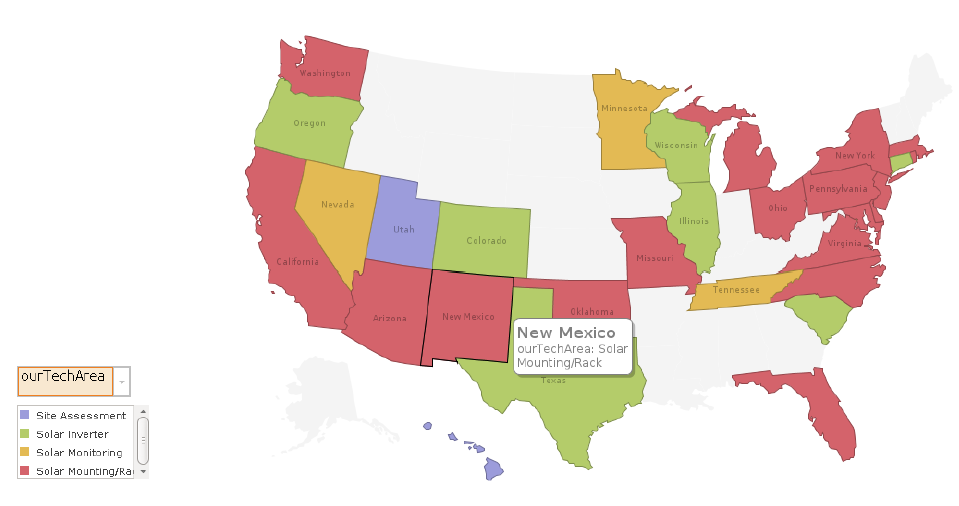 Washington
Minnesota
Oregon
Wisconsin
New York
Pennsylvania
Nevada
Ohio
Utah
Illinois
Colorado
Virginia
California
Missouri
Tennessee
New Mexico
Arizona
Oklahoma
New Mexico
ourTechArea: Solar
Mounting/Rack
Texas
ourTechArea
Site Assessment
Solar Inverter
Solar Monitoring
Solar Mounting/Ra